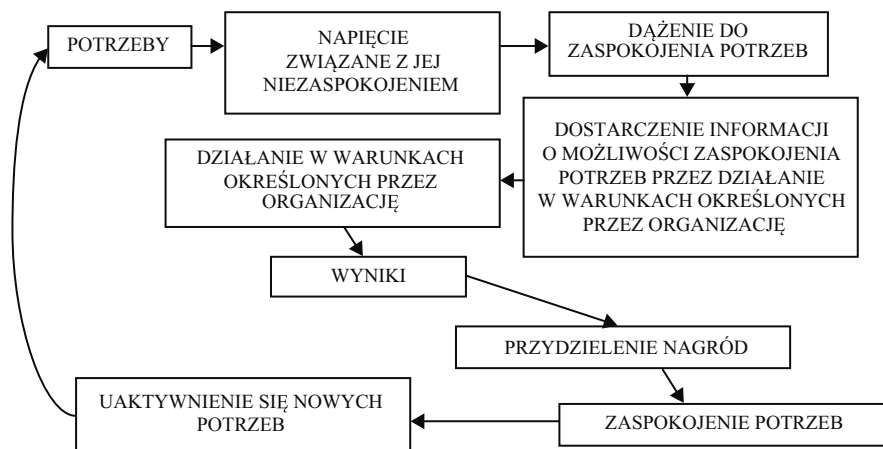 POTRZEBY
NAPIĘCIE
ZWIĄZANE Z JEJ
NIEZASPOKOJENIEM
DĄŻENIE DO
ZASPOKOJENIA POTRZEB
DOSTARCZENIE INFORMACJI
O MOŻLIWOŚCI ZASPOKOJENIA
POTRZEB PRZEZ DZIAŁANIE
W WARUNKACH OKREŚLONYCH
PRZEZ ORGANIZACJĘ
DZIAŁANIE W WARUNKACH
OKREŚLONYCH PRZEZ
ORGANIZACJĘ
WYNIKI
PRZYDZIELENIE NAGRÓD
ZASPOKOJENIE POTRZEB
UAKTYWNIENIE SIĘ NOWYCH
POTRZEB